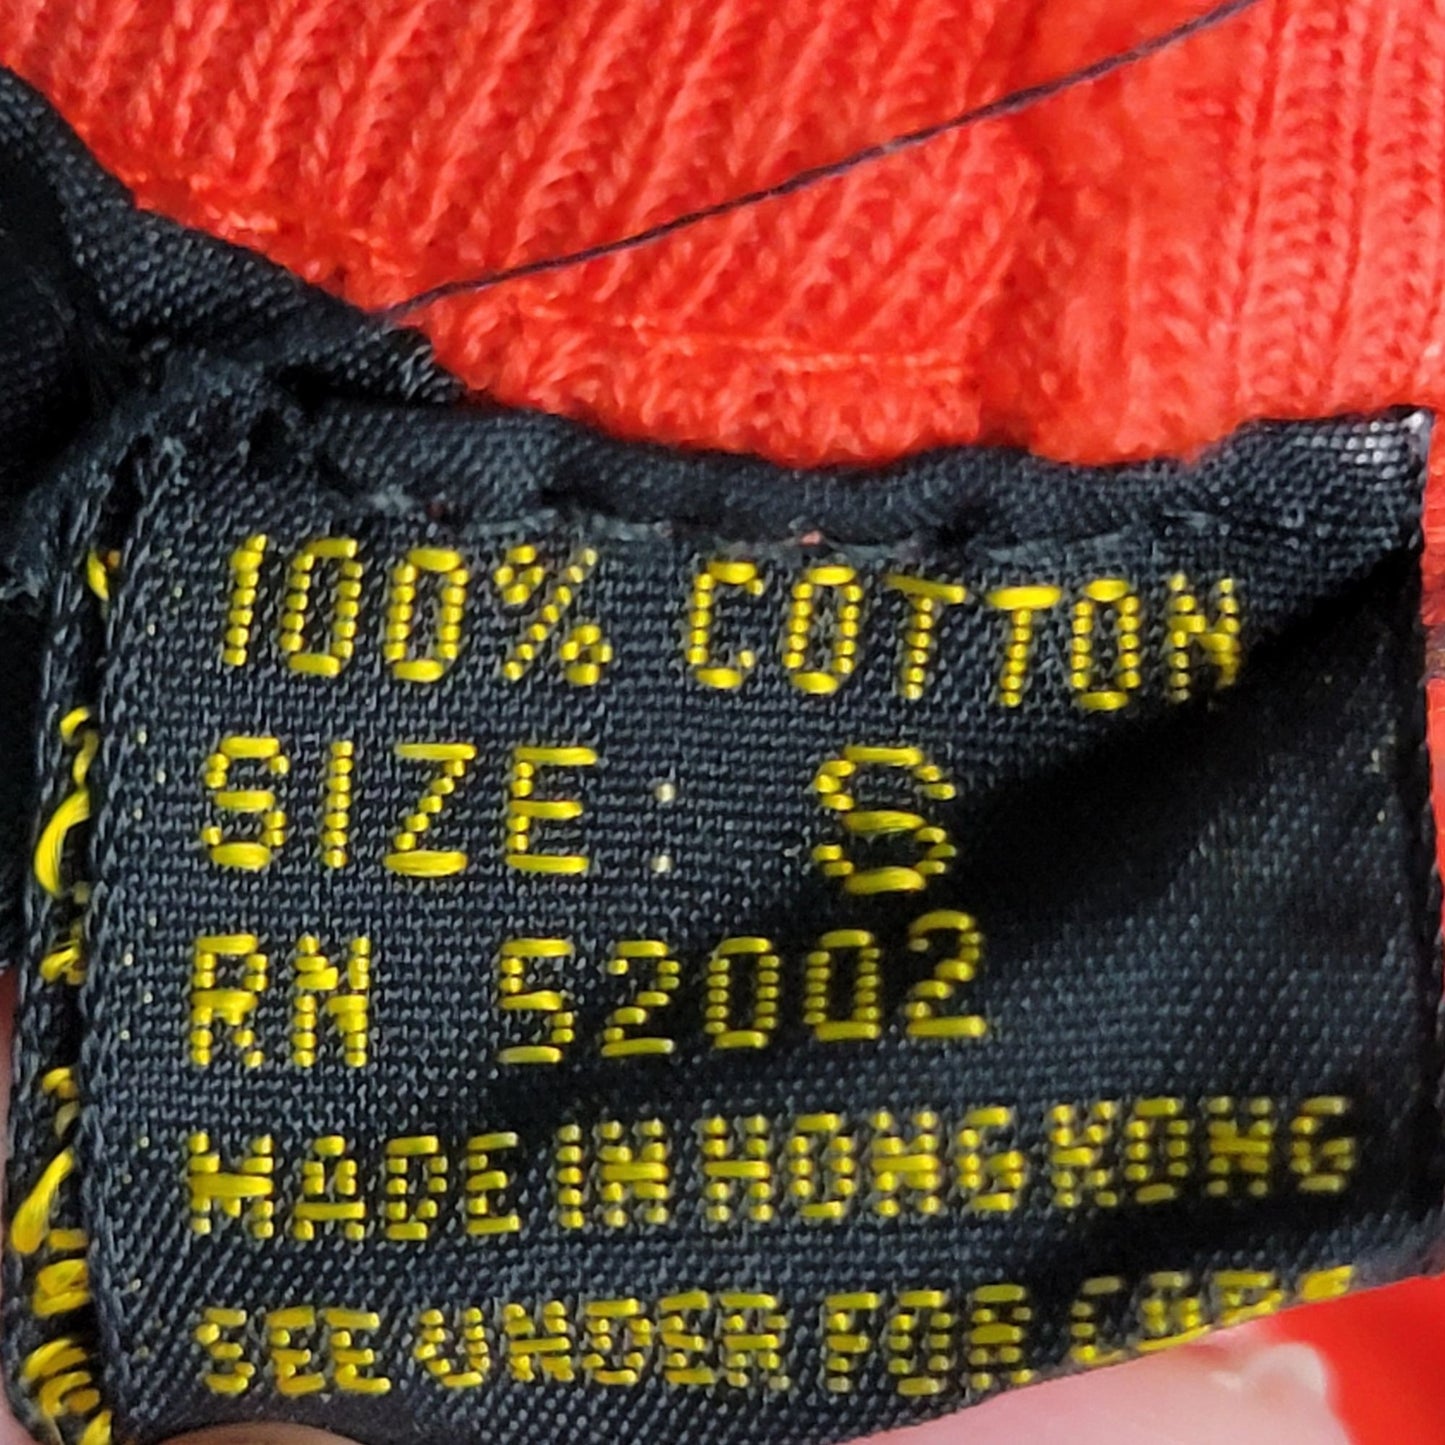 100% COTTON
SIZE: S
RN 52002
MADE IN HONG KONG
SEE UNDER FOR CARE